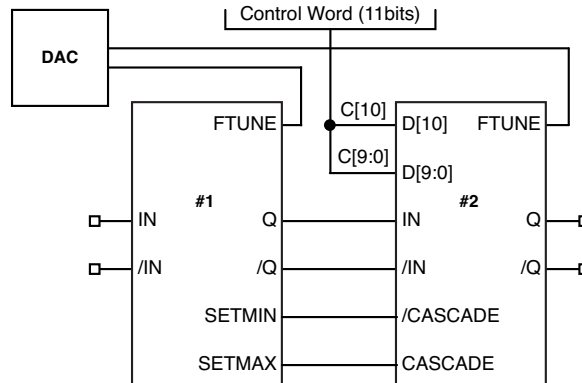 Control Word (11bits)
DAC
FTUNE
C[10]
D[10]
FTUNE
C[9:0]
D[9:0]
#1
#2
IN
Q
IN
Q
/IN
/Q
/IN
/Q
SETMIN
/CASCADE
SETMAX
CASCADE